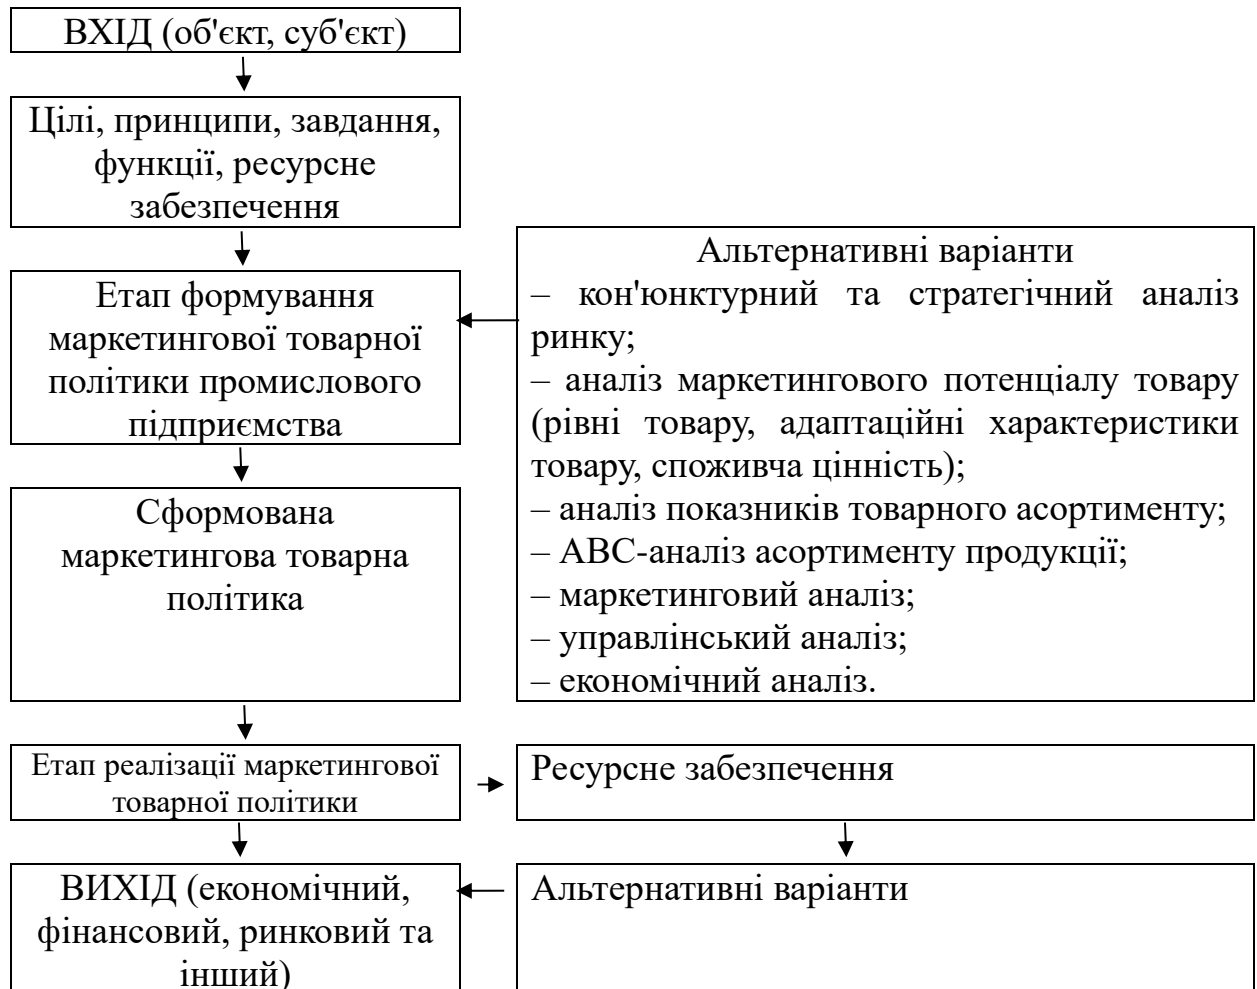 ВХІД (об'єкт, суб'єкт)
Цілі, принципи, завдання,
функції, ресурсне
забезпечення
Етап формування
маркетингової товарної
політики промислового
підприємства
Альтернативні варіанти
– кон'юнктурний та стратегічний аналіз
ринку;
– аналіз маркетингового потенціалу товару
(рівні товару, адаптаційні характеристики
товару, споживча цінність);
– аналіз показників товарного асортименту;
– АВС-аналіз асортименту продукції;
– маркетинговий аналіз;
– управлінський аналіз;
– економічний аналіз.
Сформована
маркетингова товарна
політика
Етап реалізації маркетингової
товарної політики
Ресурсне забезпечення
ВИХІД (економічний,
фінансовий, ринковий та
інший)
Альтернативні варіанти